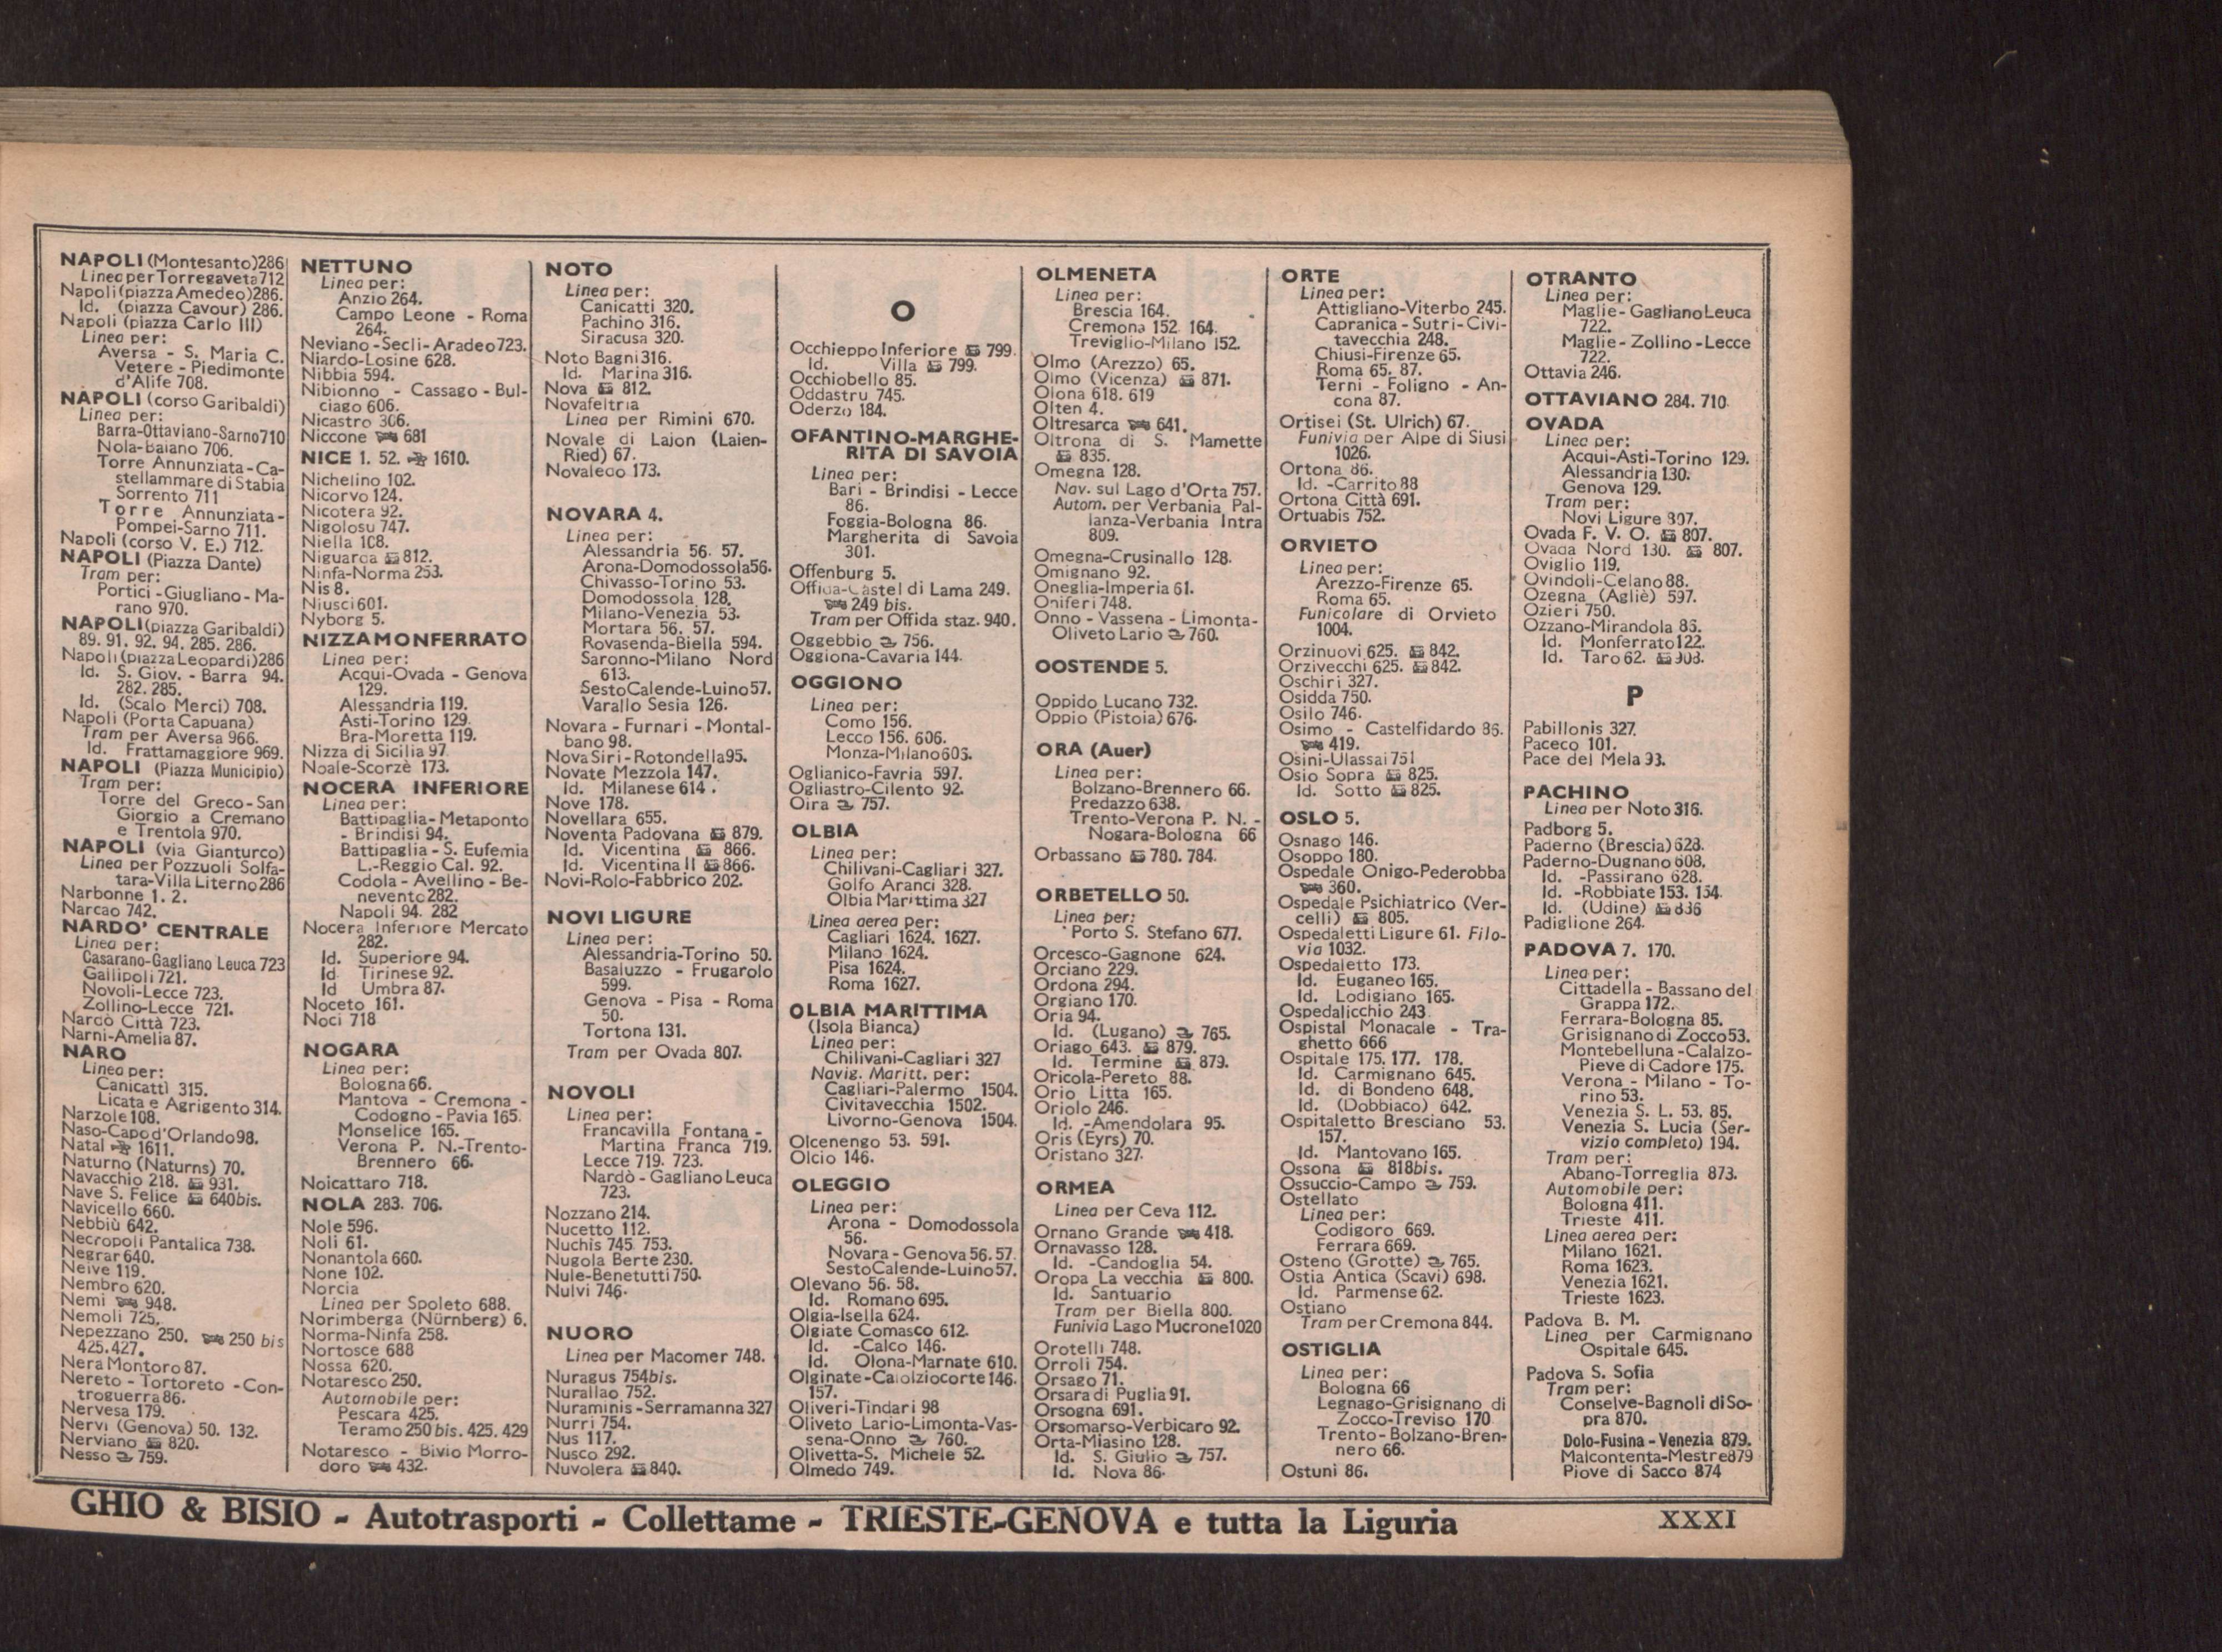 NAPOLI (Montesanto) 286
Linea per Torregaveta 712
Napoli (piazza Amedeo) 286.
Id. (piazza Cavour) 286.
Napoli (piazza Carlo III)
Linea per:
Aversa - S. Maria C.
Vetere - Piedimonte
d'Alife 708.
NAPOLI (corso Garibaldi)
Linea per:
Barra-Ottaviano-Sarno 710
Nola-Baiano 706.
Torre Annunziata-Ca-
stellammare di Stabia
Sorrento 711
Torre Annunziata-
Pompei-Sarno 711.
Napoli (corso V. E.) 712.
NAPOLI (Piazza Dante)
Tram per:
Portici-Giugliano-Ma-
rano 970.
NAPOLI (piazza Garibaldi)
89. 91. 92. 94. 285. 286.
Napoli (piazza Leopardi) 286
Id. S. Giov. - Barra 94.
282. 285.
Id. (Scalo Merci) 708.
Napoli (Porta Capuana)
Tram per Aversa 966.
Id. Frattamaggiore 969.
NAPOLI (Piazza Municipio)
Tram per:
Torre del Greco-San
Giorgio a Cremano
e Trentola 970.
NAPOLI (via Gianturco)
Linea per Pozzuoli Solfa-
tara-Villa Literno 286
Narbonne 1. 2.
Narcao 742.
NARDO' CENTRALE
Linea per:
Casarano-Gagliano Leuca 723
Gallipoli 721.
Novoli-Lecce 723.
Zollino-Lecce 721.
Nardò Città 723.
Narni-Amelia 87.
NARO
Linea per:
Canicattì 315.
Licata e Agrigento 314.
Narzole 108.
Naso-Capo d'Orlando 98.
Natal 1611.
Naturno (Naturns) 70.
Navacchio 218. 931.
Nave S. Felice 640bis.
Navicello 660.
Nebbiù 642.
Necropoli Pantalica 738.
Negrar 640.
Neive 119.
Nembro 620.
Nemi 948.
Nemoli 725.
Nepezzano 250. 250 bis
425.427.
Nera Montoro 87.
Nereto - Tortoreto - Con-
troguerra 86.
Nervesa 179.
Nervi (Genova) 50. 132.
Nerviano 820.
Nesso 759.
NETTUNO
Linea per:
Anzio 264.
Campo Leone - Roma
264.
Neviano-Secli-Aradeo 723.
Niardo-Losine 628.
Nibbia 594.
Nibionno - Cassago - Bul-
ciago 606.
Nicastro 306.
Niccone 681
NICE 1. 52. 1610.
Nichelino 102.
Nicorvo 124.
Nicotera 92.
Nigolosu 747.
Niella 108.
Niguarda 812.
Ninfa-Norma 253.
Nis 8.
Niusci 601.
Nyborg 5.
NIZZA MONFERRATO
Linea per:
Acqui-Ovada - Genova
129.
Alessandria 119.
Asti-Torino 129.
Bra-Moretta 119.
Nizza di Sicilia 97.
Noale-Scorzè 173.
NOCERA INFERIORE
Linea per:
Battipaglia-Metaponto
- Brindisi 94.
Battipaglia-S. Eufemia
L.-Reggio Cal. 92.
Codola - Avellino - Be-
nevento 282.
Napoli 94. 282
Nocera Inferiore Mercato
282.
Id. Superiore 94.
Id Tirinese 92.
Id Umbra 87.
Noceto 161.
Noci 718
NOGARA
Linea per:
Bologna 66.
Mantova - Cremona -
Codogno - Pavia 165.
Monselice 165.
Verona P. N.-Trento-
Brennero 66.
Noicattaro 718.
NOLA 283. 706.
Nole 596.
Noli 61.
Nonantola 660.
None 102.
Norcia
Linea per Spoleto 688.
Norimberga (Nürnberg) 6.
Norma-Ninfa 258.
Nortosce 688
Nossa 620.
Notaresco 250.
Automobile per:
Pescara 425.
Teramo 250 bis. 425. 429
Notaresco - Bivio Morro-
doro 432.
NOTO
Linea per:
Canicatti 320.
Pachino 316.
Siracusa 320.
Noto Bagni 316.
Id. Marina 316.
Nova 812.
Novafeltria
Linea per Rimini 670.
Novale di Lajon (Laien-
Ried) 67.
Novaledo 173.
NOVARA 4.
Linea per:
Alessandria 56. 57.
Arona-Domodossola 56.
Chivasso-Torino 53.
Domodossola 128.
Milano-Venezia 53.
Mortara 56. 57.
Rovasenda-Biella 594.
Saronno-Milano Nord
613.
Sesto Calende-Luino 57.
Varallo Sesia 126.
Novara - Furnari - Montal-
bano 98.
Nova Siri-Rotondella 95.
Novate Mezzola 147.
Id. Milanese 614.
Nove 178.
Novellara 655.
Noventa Padovana 879.
Id. Vicentina 866.
Id. Vicentina II 866.
Novi-Rolo-Fabbrico 202.
NOVI LIGURE
Linea per:
Alessandria-Torino 50.
Basaluzzo - Frugarolo
599.
Genova - Pisa - Roma
50.
Tortona 131.
Tram per Ovada 807.
NOVOLI
Linea per:
Francavilla Fontana -
Martina Franca 719.
Lecce 719. 723.
Nardò - Gagliano Leuca
723.
Nozzano 214.
Nucetto 112.
Nuchis 745 753.
Nugola Berte 230.
Nule-Benetutti 750.
Nulvi 746.
NUORO
Linea per Macomer 748.
Nuragus 754bis.
Nurallao 752.
Nuraminis-Serramanna 327
Nurri 754.
Nus 117.
Nusco 292.
Nuvolera 840.
O
Occhieppo Inferiore 799.
Id. Villa 799.
Occhiobello 85.
Oddastru 745.
Oderzo 184.
OFANTINO-MARGHE-
RITA DI SAVOIA
Linea per:
Bari - Brindisi - Lecce
86.
Foggia-Bologna 86.
Margherita di Savoia
301.
Offenburg 5.
Offida-Castel di Lama 249.
249 bis.
Tram per Offida staz. 940.
Oggebbio 756.
Oggiona-Cavaria 144.
OGGIONO
Linea per:
Como 156.
Lecco 156. 606.
Monza-Milano 606.
Oglianico-Favria 597.
Ogliastro-Cilento 92.
Oira 757.
OLBIA
Linea per:
Chilivani-Cagliari 327.
Golfo Aranci 328.
Olbia Marittima 327
Linea aerea per:
Cagliari 1624. 1627.
Milano 1624.
Pisa 1624.
Roma 1627.
OLBIA MARITTIMA
(Isola Bianca)
Linea per:
Chilivani-Cagliari 327
Navig. Maritt. per:
Cagliari-Palermo 1504.
Civitavecchia 1502.
Livorno-Genova 1504.
Olcenengo 53. 591.
Olcio 146.
OLEGGIO
Linea per:
Arona - Domodossola
56.
Novara - Genova 56. 57.
Sesto Calende-Luino 57.
Olevano 56. 58.
Id. Romano 695.
Olgia-Isella 624.
Olgiate Comasco 612.
Id. -Calco 146.
Id. Olona-Marnate 610.
Olginate-Calolziocorte 146.
157.
Oliveri-Tindari 98
Oliveto Lario-Limonta-Vas-
sena-Onno 760.
Olivetta-S. Michele 52.
Olmedo 749.
OLMENETA
Linea per:
Brescia 164.
Cremona 152. 164.
Treviglio-Milano 152.
Olmo (Arezzo) 65.
Olmo (Vicenza) 871.
Olona 618. 619
Olten 4.
Oltresarca 641.
Oltrona di S. Mamette
835.
Omegna 128.
Nav. sul Lago d'Orta 757.
Autom. per Verbania Pal-
lanza-Verbania Intra
809.
Omegna-Crusinallo 128.
Omignano 92.
Oneglia-Imperia 61.
Oniferi 748.
Onno - Vassena - Limonta-
Oliveto Lario 760.
OOSTENDE 5.
Oppido Lucano 732.
Oppio (Pistoia) 676.
ORA (Auer)
Linea per:
Bolzano-Brennero 66.
Predazzo 638.
Trento-Verona P. N. -
Nogara-Bologna 66
Orbassano 780. 784.
ORBETELLO 50.
Linea per:
Porto S. Stefano 677.
Orcesco-Gagnone 624.
Orciano 229.
Ordona 294.
Orgiano 170.
Oria 94.
Id. (Lugano) 765.
Oriago 643. 879.
Id. Termine 879.
Oricola-Pereto 88.
Orio Litta 165.
Oriolo 246.
Id. -Amendolara 95.
Oris (Eyrs) 70.
Oristano 327.
ORMEA
Linea per Ceva 112.
Ornano Grande 418.
Ornavasso 128.
Id. -Candoglia 54.
Oropa La vecchia 800.
Id. Santuario
Tram per Biella 800.
Funivia Lago Mucrone 1020
Orotelli 748.
Orroli 754.
Orsago 71.
Orsara di Puglia 91.
Orsogna 691.
Orsomarso-Verbicaro 92.
Orta-Miasino 128.
Id. S. Giulio 757.
Id. Nova 86.
ORTE
Linea per:
Attigliano-Viterbo 245.
Capranica-Sutri-Civi-
tavecchia 248.
Chiusi-Firenze 65.
Roma 65. 87.
Terni - Foligno - An-
cona 87.
Ortisei (St. Ulrich) 67.
Funivia per Alpe di Siusi
1026.
Ortona 86.
Id. -Carrito 88
Ortona Città 691.
Ortuabis 752.
ORVIETO
Linea per:
Arezzo-Firenze 65.
Roma 65.
Funicolare di Orvieto
1004.
Orzinuovi 625. 842.
Orzivecchi 625. 842.
Oschiri 327.
Osidda 750.
Osilo 746.
Osimo - Castelfidardo 86.
419.
Osini-Ulassai 751
Osio Sopra 825.
Id. Sotto 825.
OSLO 5.
Osnago 146.
Osoppo 180.
Ospedale Onigo-Pederobba
360.
Ospedale Psichiatrico (Ver-
celli) 805.
Ospedaletti Ligure 61. Filo-
via 1032.
Ospedaletto 173.
Id. Euganeo 165.
Id. Lodigiano 165.
Ospedalicchio 243
Ospistal Monacale - Tra-
ghetto 666
Ospitale 175. 177. 178.
Id. Carmignano 645.
Id. di Bondeno 648.
Id. (Dobbiaco) 642.
Ospitaletto Bresciano 53.
157.
Id. Mantovano 165.
Ossona 818bis.
Ossuccio-Campo 759.
Ostellato
Linea per:
Codigoro 669.
Ferrara 669.
Osteno (Grotte) 765.
Ostia Antica (Scavi) 698.
Id. Parmense 62.
Ostiano
Tram per Cremona 844.
OSTIGLIA
Linea per:
Bologna 66
Legnago-Grisignano di
Zocco-Treviso 170
Trento-Bolzano-Bren-
nero 66.
Ostuni 86.
OTRANTO
Linea per:
Maglie-Gagliano Leuca
722.
Maglie-Zollino-Lecce
722.
Ottavia 246.
OTTAVIANO 284. 710.
OVADA
Linea per:
Acqui-Asti-Torino 129.
Alessandria 130.
Genova 129.
Tram per:
Novi Ligure 807.
Ovada F. V. O. 807.
Ovada Nord 130. 807.
Oviglio 119.
Ovindoli-Celano 88.
Ozegna (Agliè) 597.
Ozieri 750.
Ozzano-Mirandola 86.
Id. Monferrato 122.
Id. Taro 62. 908.
P
Pabillonis 327.
Paceco 101.
Pace del Mela 93.
PACHINO
Linea per Noto 316.
Padborg 5.
Paderno (Brescia) 628.
Paderno-Dugnano 608.
Id. -Passirano 628.
Id. -Robbiate 153. 154.
Id. (Udine) 886
Padiglione 264.
PADOVA 7. 170.
Linea per:
Cittadella - Bassano del
Grappa 172.
Ferrara-Bologna 85.
Grisignano di Zocco 53.
Montebelluna-Calalzo-
Pieve di Cadore 175.
Verona - Milano - To-
rino 53.
Venezia S. L. 53. 85.
Venezia S. Lucia (Ser-
vizio completo) 194.
Tram per:
Abano-Torreglia 873.
Automobile per:
Bologna 411.
Trieste 411.
Linea aerea per:
Milano 1621.
Roma 1623.
Venezia 1621.
Trieste 1623.
Padova B. M.
Linea per Carmignano
Ospitale 645.
Padova S. Sofia
Tram per:
Conselve-Bagnoli di So-
pra 870.
Dolo-Fusina - Venezia 879.
Malcontenta-Mestre 879
Piove di Sacco 874
GHIO & BISIO - Autotrasporti - Collettame - TRIESTE-GENOVA e tutta la Liguria
XXXI